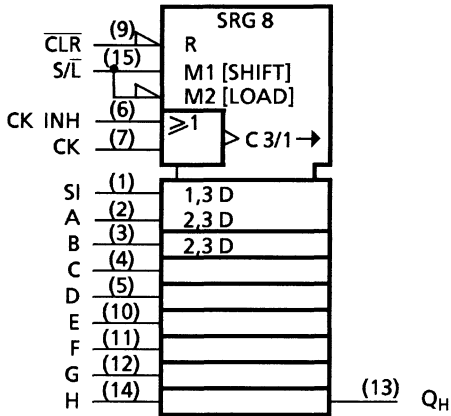 SRG 8
CLR (9) R
S/L (15) M1 [SHIFT]
M2 [LOAD]
CK INH (6) ≥1
CK (7) C 3/1→
SI (1) 1,3 D
A (2) 2,3 D
B (3) 2,3 D
C (4)
D (5)
E (10)
F (11)
G (12)
H (14) (13) QH